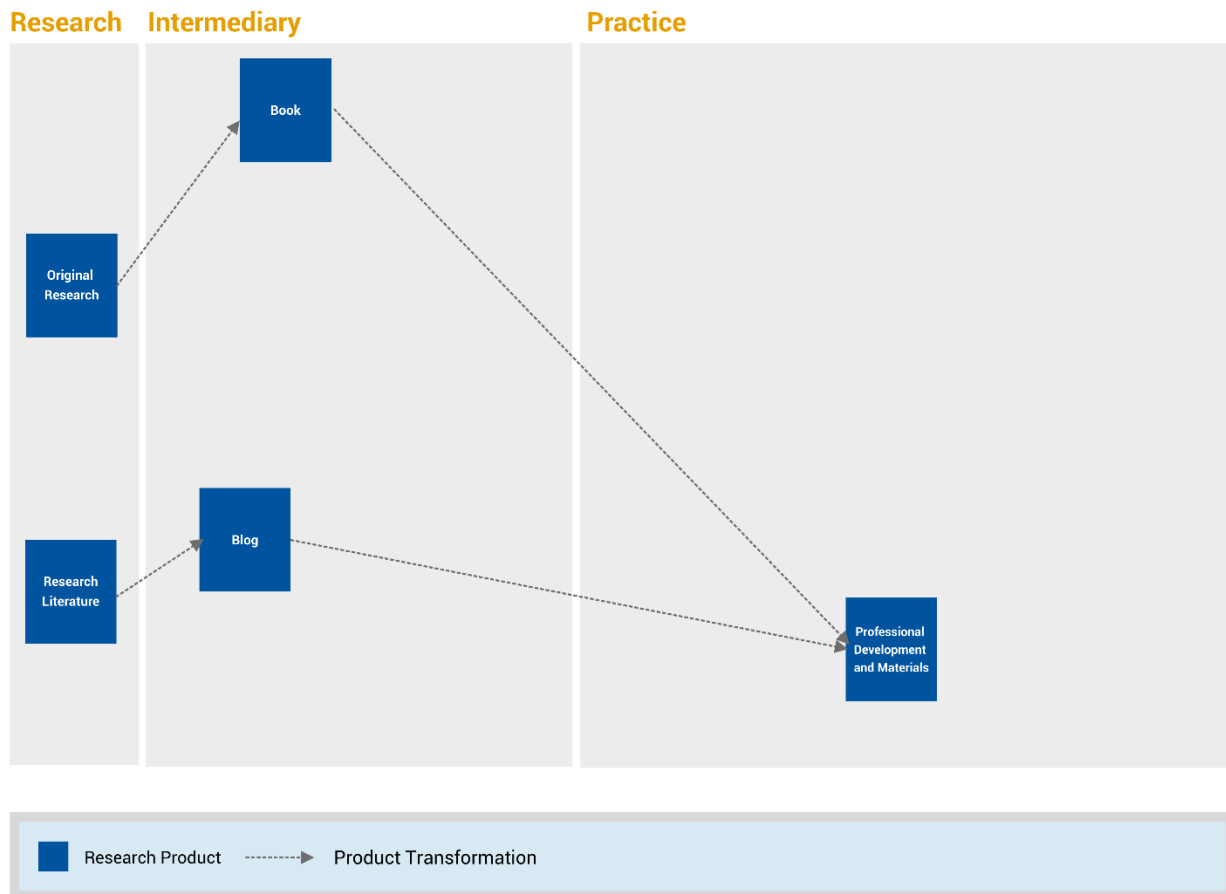 Research
Intermediary
Practice
Book
Original
Research
Blog
Research
Literature
Professional
Development
and Materials
Research Product
Product Transformation